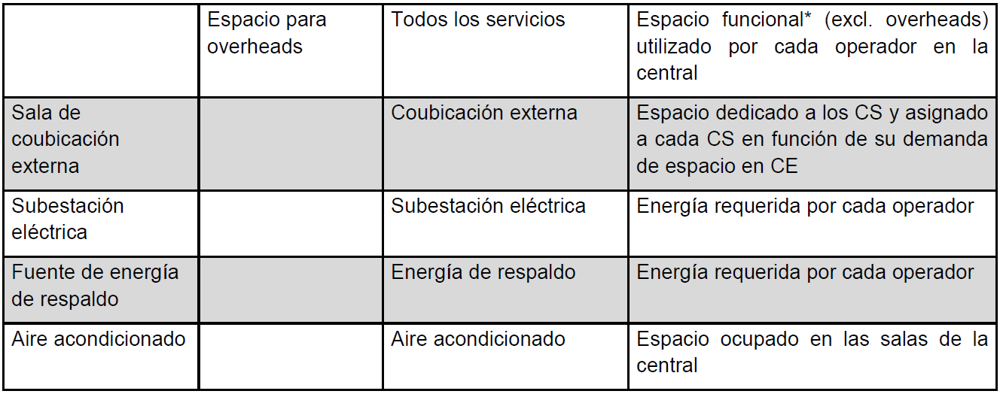 Espacio para
overheads
Todos los servicios
Espacio funcional* (excl. overheads)
utilizado por cada operador en la
central
Sala de
coubicación
externa
Coubicación externa
Espacio dedicado a los CS y asignado
a cada CS en función de su demanda
de espacio en CE
Subestación
eléctrica
Subestación eléctrica
Energía requerida por cada operador
Fuente de energía
de respaldo
Energía de respaldo
Energía requerida por cada operador
Aire acondicionado
Aire acondicionado
Espacio ocupado en las salas de la
central